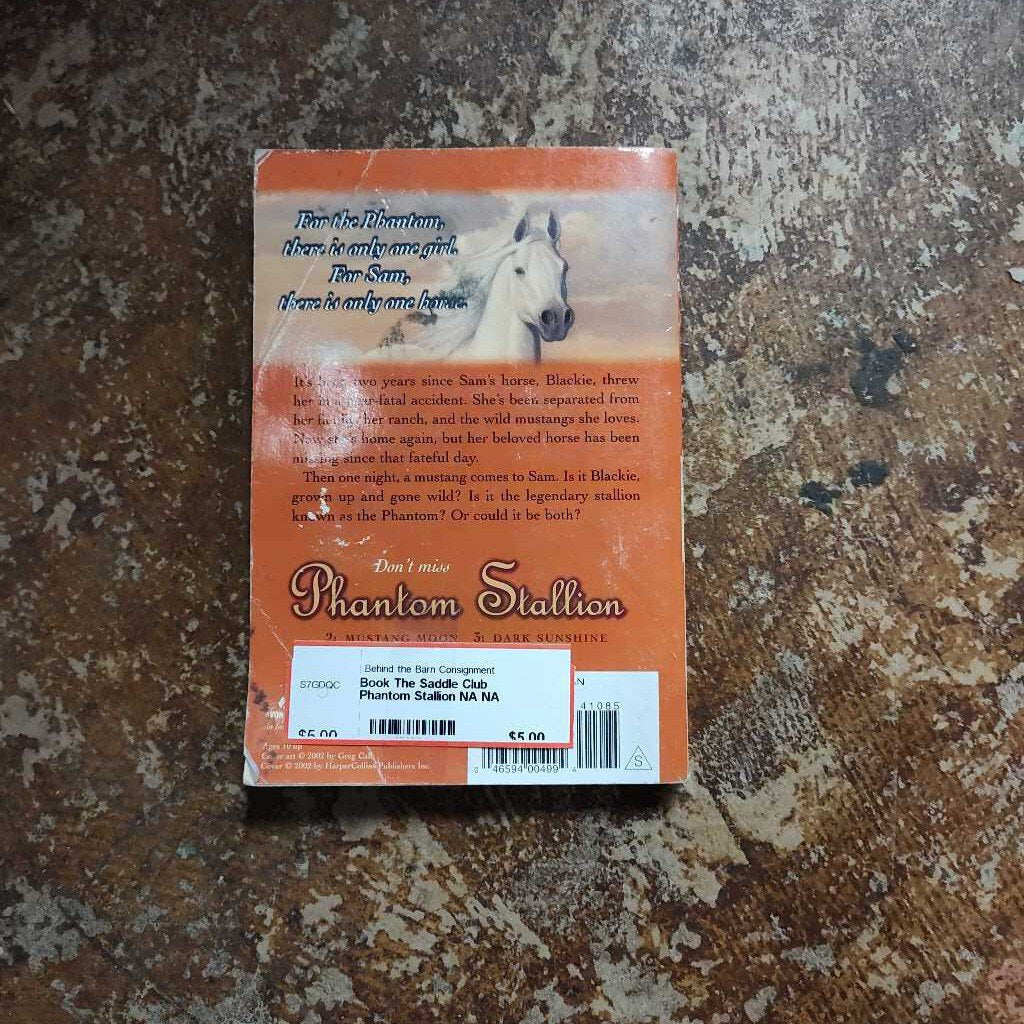 For the Phantom,
there is only one girl.
For Sam,
there is only one horse.
It's been two years since Sam's horse, Blackie, threw
her in a near-fatal accident. She's been separated from
her family, her ranch, and the wild mustangs she loves.
Now she's home again, but her beloved horse has been
missing since that fateful day.
Then one night, a mustang comes to Sam. Is it Blackie,
grown up and gone wild? Is it the legendary stallion
known as the Phantom? Or could it be both?
Don't miss
Phantom Stallion
2: MUSTANG MOON 3: DARK SUNSHINE
Behind the Barn Consignment
S7GDQC
Book The Saddle Club
Phantom Stallion NA NA
$5.00 $5.00
N
41085
Ages 10 up
Cover art © 2002 by Greg Call
Cover © 2002 by HarperCollins Publishers Inc.
0 46594 00499 4
S